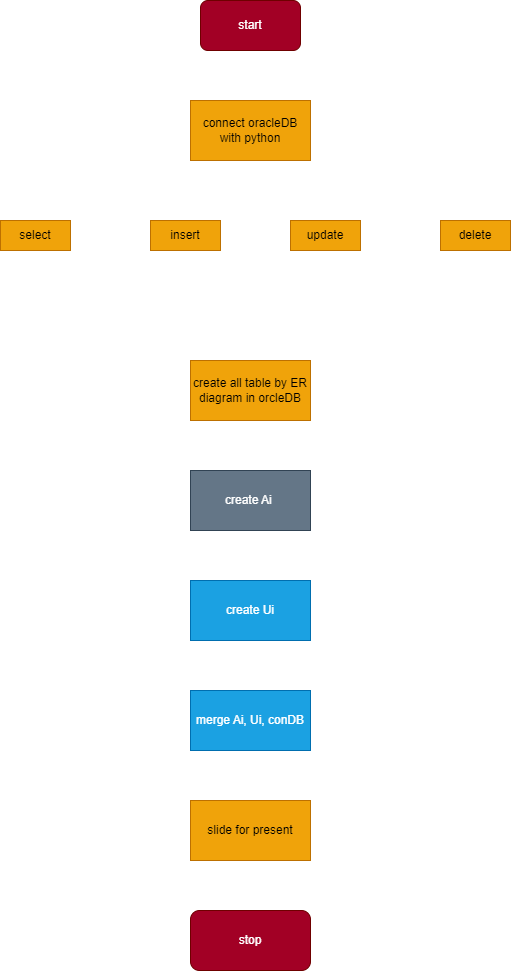 start
connect oracleDB
with python
select
insert
update
delete
create all table by ER
diagram in orcleDB
create Ai
create Ui
merge Ai, Ui, conDB
slide for present
stop